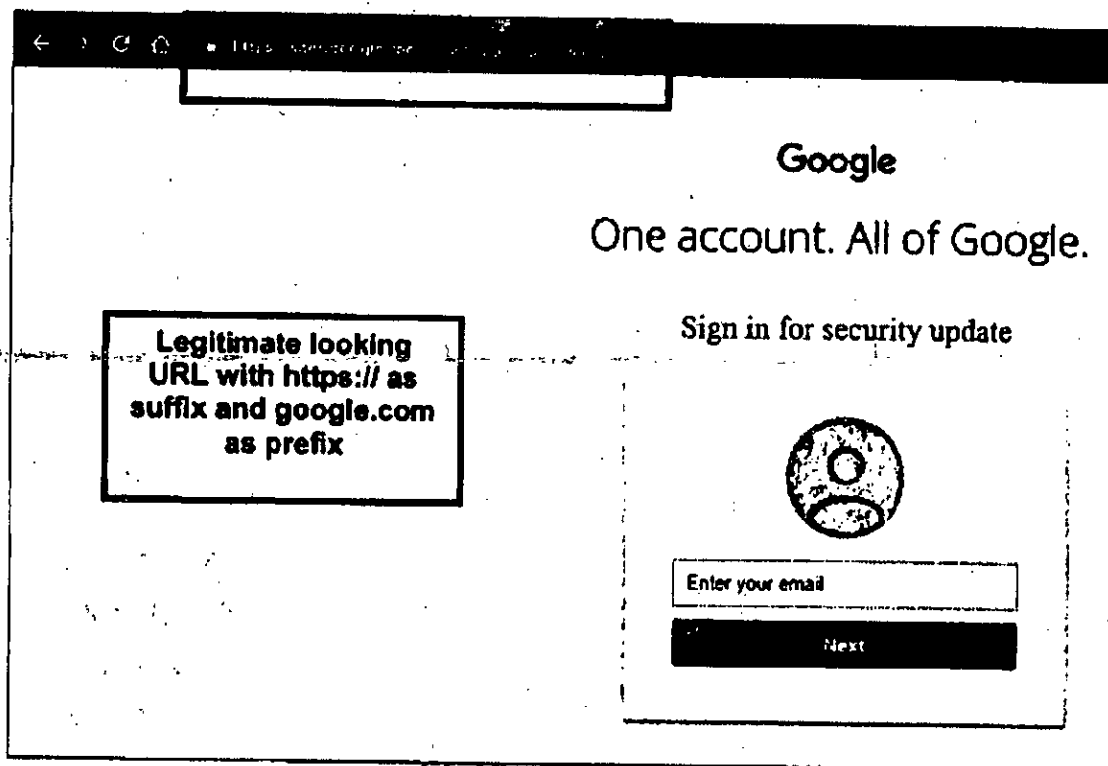 Google
One account. All of Google.
Sign in for security update
Legitimate looking
URL with https:// as
suffix and google.com
as prefix
Enter your email
Next